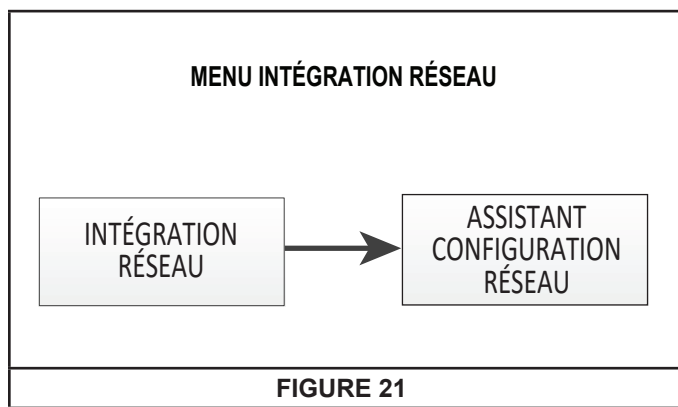 MENU INTÉGRATION RÉSEAU
INTÉGRATION
RÉSEAU
ASSISTANT
CONFIGURATION
RÉSEAU
FIGURE 21